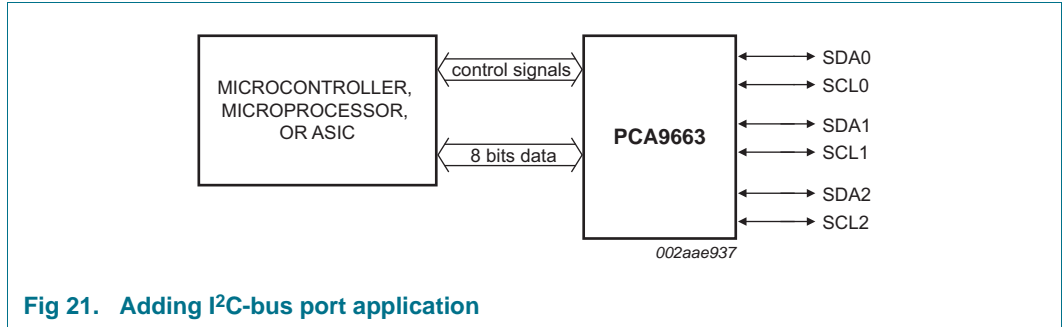 MICROCONTROLLER,
MICROPROCESSOR,
OR ASIC
control signals
8 bits data
PCA9663
SDA0
SCL0
SDA1
SCL1
SDA2
SCL2
002aae937
Fig 21. Adding I²C-bus port application